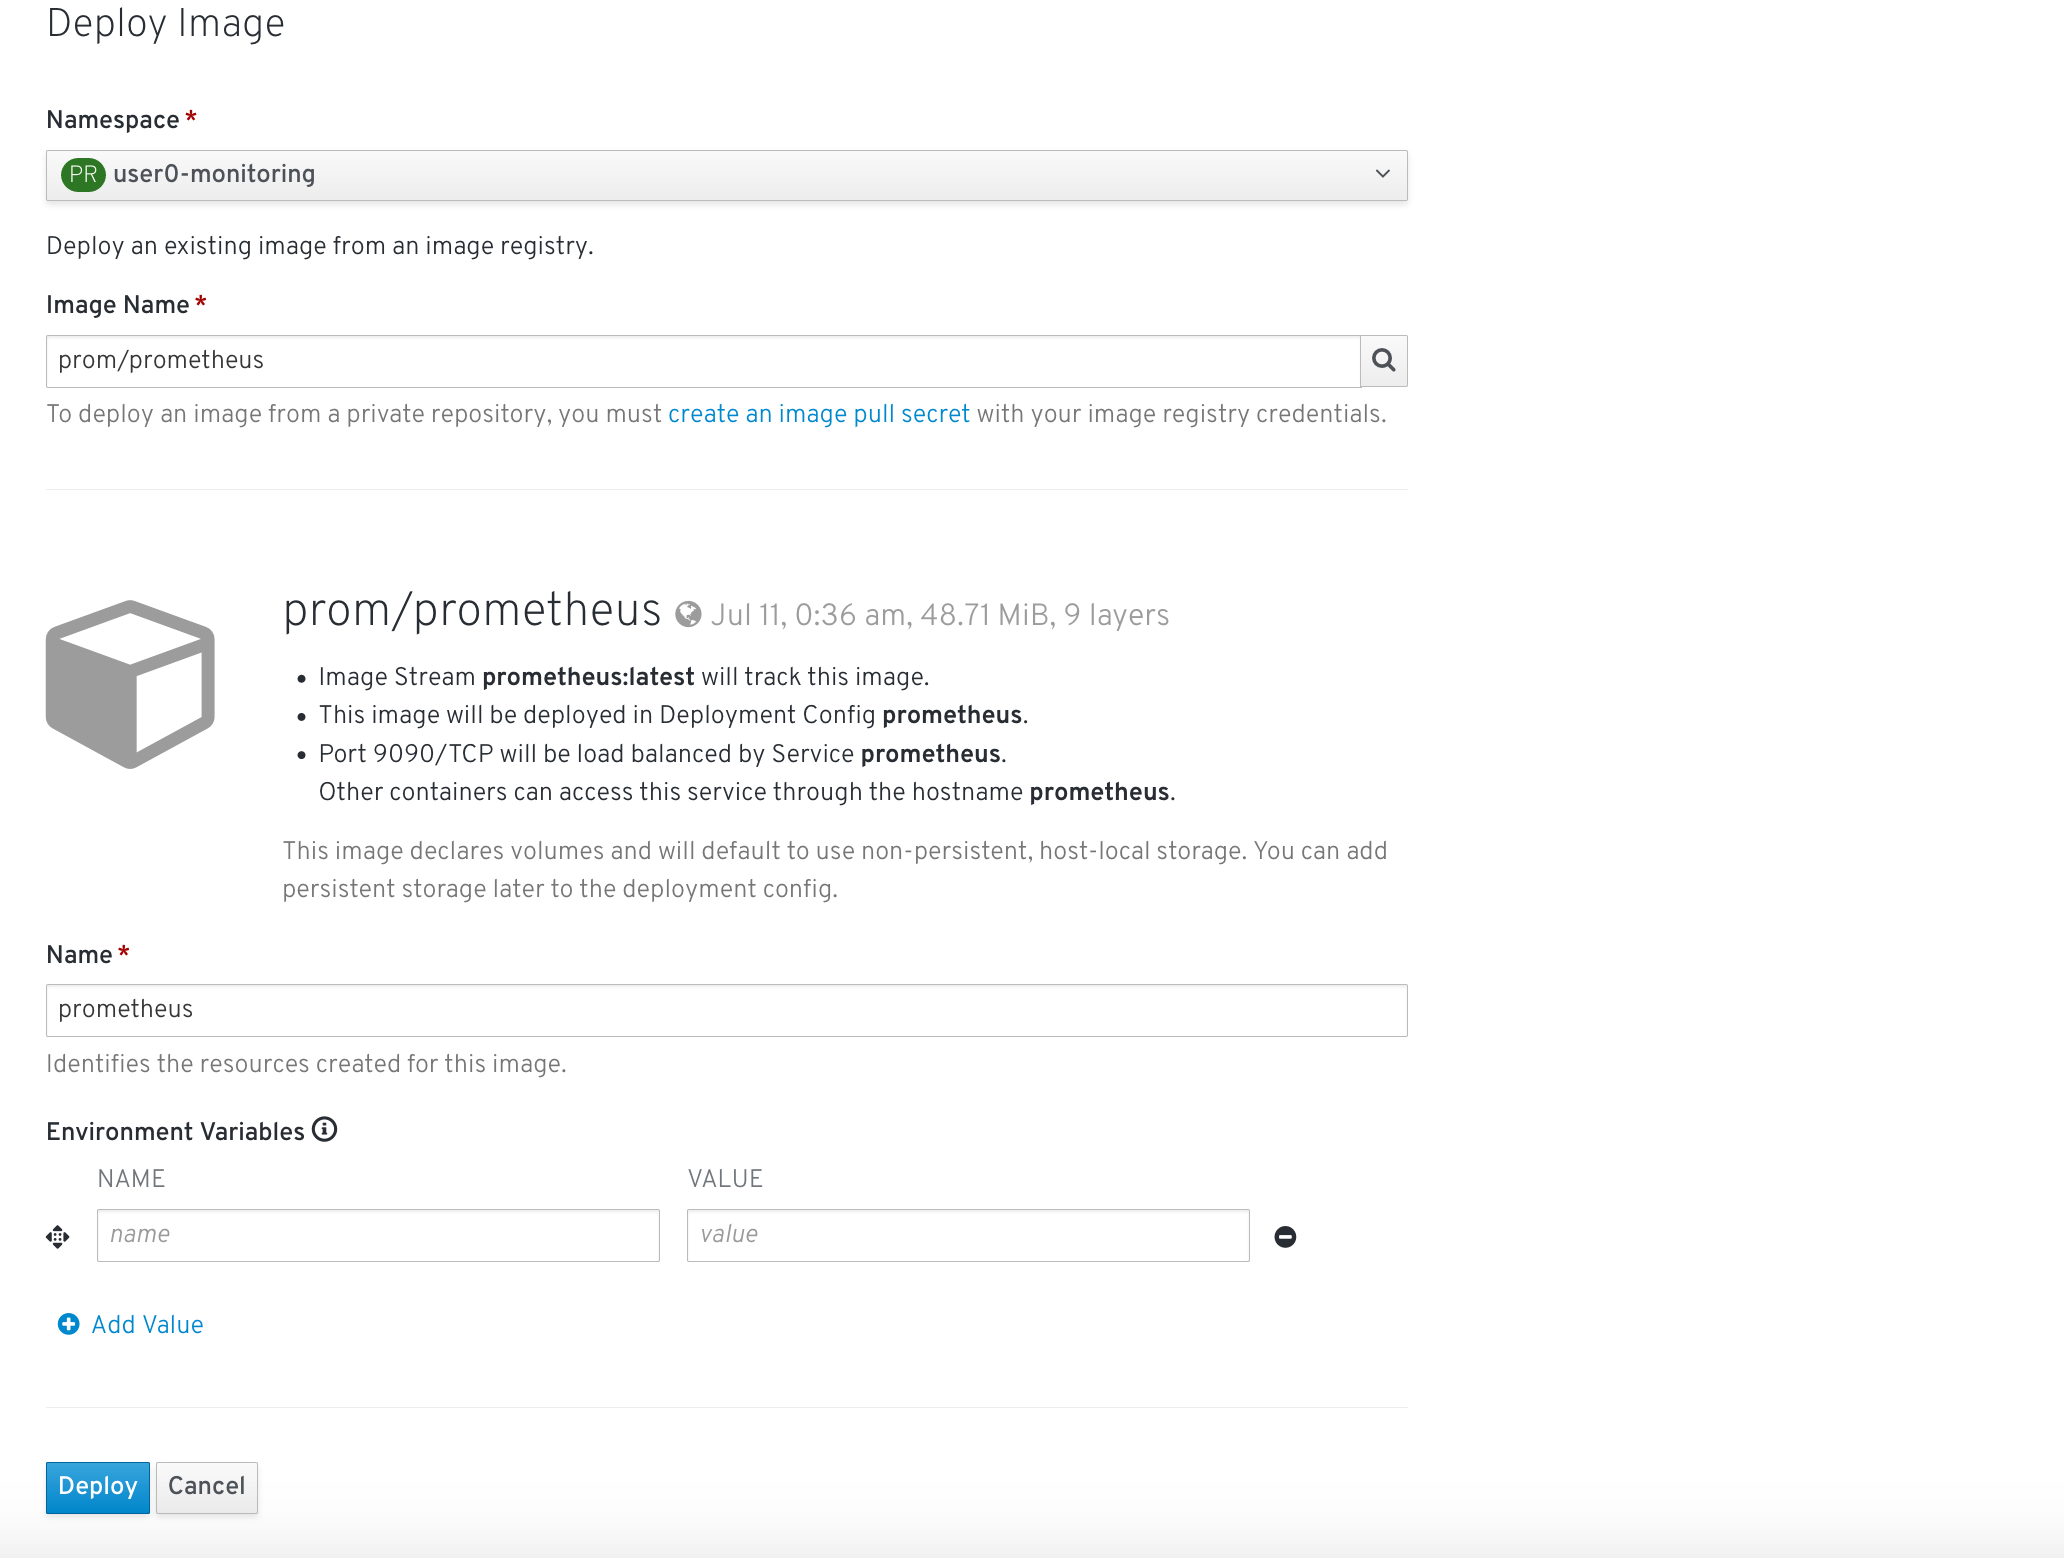 Deploy Image
Namespace *
PR user0-monitoring
Deploy an existing image from an image registry.
Image Name *
prom/prometheus
To deploy an image from a private repository, you must create an image pull secret with your image registry credentials.
prom/prometheus Jul 11, 0:36 am, 48.71 MiB, 9 layers
• Image Stream prometheus:latest will track this image.
• This image will be deployed in Deployment Config prometheus.
• Port 9090/TCP will be load balanced by Service prometheus.
Other containers can access this service through the hostname prometheus.
This image declares volumes and will default to use non-persistent, host-local storage. You can add
persistent storage later to the deployment config.
Name *
prometheus
Identifies the resources created for this image.
Environment Variables
NAME VALUE
name value
Add Value
Deploy Cancel